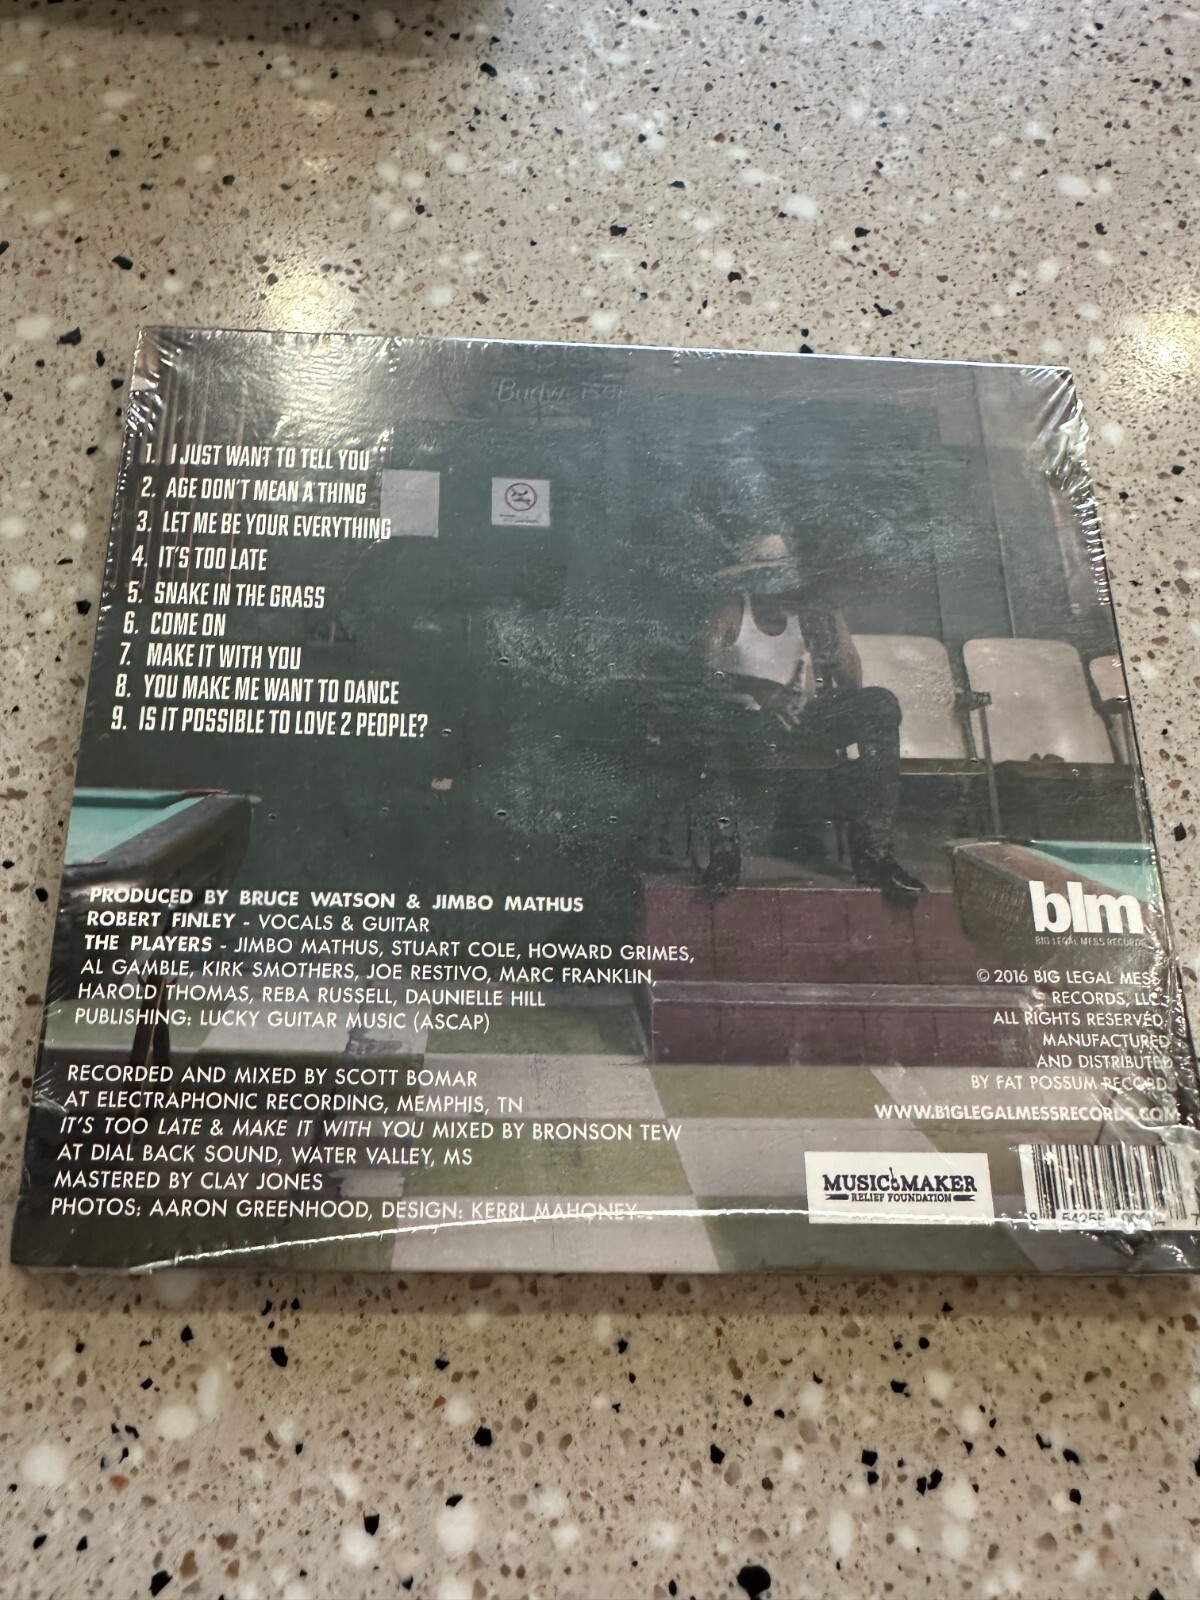 Budweiser
1. I JUST WANT TO TELL YOU
2. AGE DON'T MEAN A THING
3. LET ME BE YOUR EVERYTHING
4. IT'S TOO LATE
5. SNAKE IN THE GRASS
6. COME ON
7. MAKE IT WITH YOU
8. YOU MAKE ME WANT TO DANCE
9. IS IT POSSIBLE TO LOVE 2 PEOPLE?
PRODUCED BY BRUCE WATSON & JIMBO MATHUS
ROBERT FINLEY - VOCALS & GUITAR
THE PLAYERS - JIMBO MATHUS, STUART COLE, HOWARD GRIMES,
AL GAMBLE, KIRK SMOTHERS, JOE RESTIVO, MARC FRANKLIN,
HAROLD THOMAS, REBA RUSSELL, DAUNIELLE HILL
PUBLISHING: LUCKY GUITAR MUSIC (ASCAP)
RECORDED AND MIXED BY SCOTT BOMAR
AT ELECTRAPHONIC RECORDING, MEMPHIS, TN
IT'S TOO LATE & MAKE IT WITH YOU MIXED BY BRONSON TEW
AT DIAL BACK SOUND, WATER VALLEY, MS
MASTERED BY CLAY JONES
PHOTOS: AARON GREENHOOD, DESIGN: KERRI MAHONEY
blm
BIG LEGAL MESS RECORDS
© 2016 BIG LEGAL MESS
RECORDS, LLC.
ALL RIGHTS RESERVED.
MANUFACTURED
AND DISTRIBUTED
BY FAT POSSUM RECORDS
WWW.BIGLEGALMESSRECORDS.COM
MUSIC MAKER
RELIEF FOUNDATION